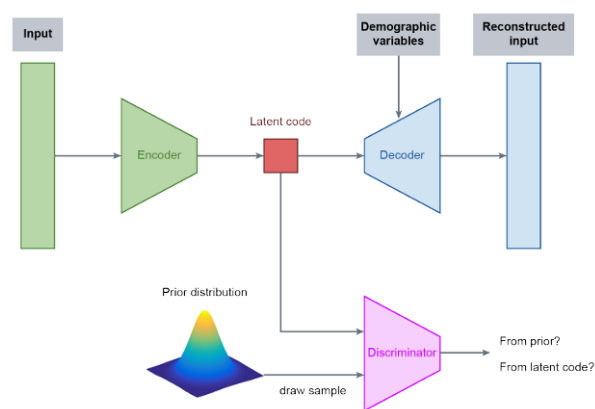 Input
Demographic
variables
Reconstructed
input
Latent code
Encoder
Decoder
Prior distribution
Discriminator
From prior?
From latent code?
draw sample